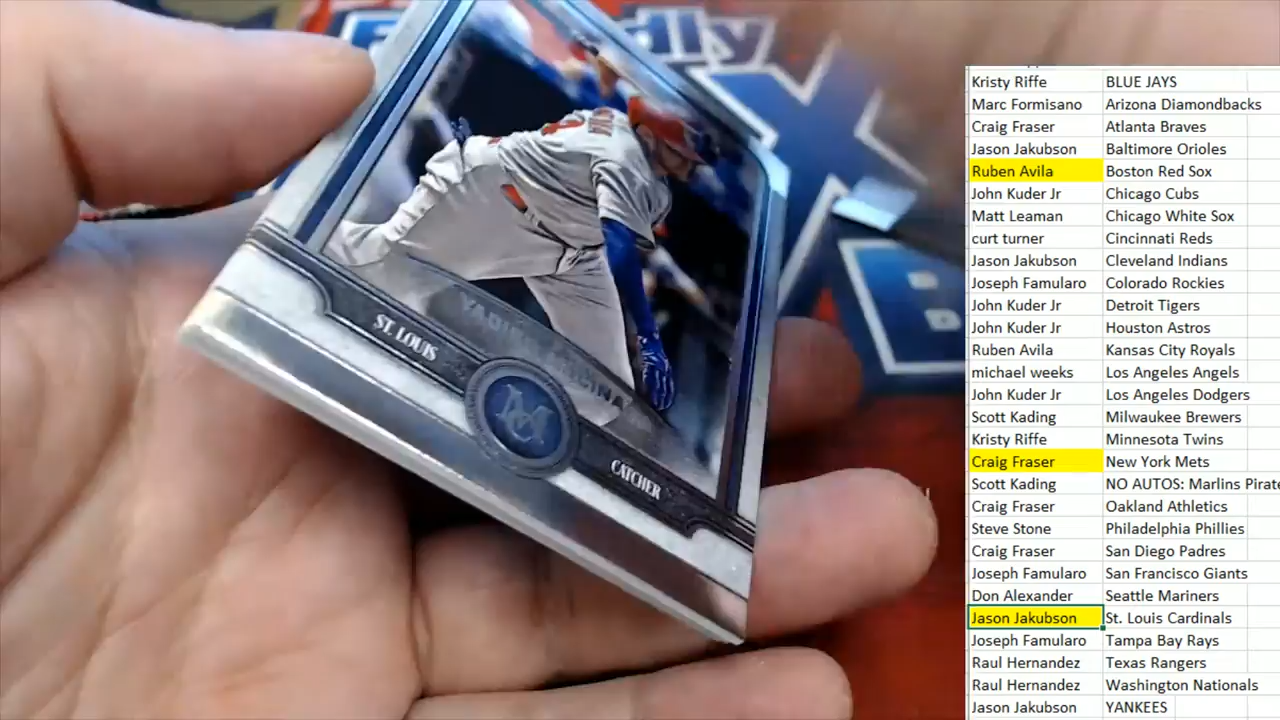 dly
YADIER MOLINA
ST. LOUIS
CATCHER
Kristy Riffe BLUE JAYS
Marc Formisano Arizona Diamondbacks
Craig Fraser Atlanta Braves
Jason Jakubson Baltimore Orioles
Ruben Avila Boston Red Sox
John Kuder Jr Chicago Cubs
Matt Leaman Chicago White Sox
curt turner Cincinnati Reds
Jason Jakubson Cleveland Indians
Joseph Famularo Colorado Rockies
John Kuder Jr Detroit Tigers
John Kuder Jr Houston Astros
Ruben Avila Kansas City Royals
michael weeks Los Angeles Angels
John Kuder Jr Los Angeles Dodgers
Scott Kading Milwaukee Brewers
Kristy Riffe Minnesota Twins
Craig Fraser New York Mets
Scott Kading NO AUTOS: Marlins Pirate
Craig Fraser Oakland Athletics
Steve Stone Philadelphia Phillies
Craig Fraser San Diego Padres
Joseph Famularo San Francisco Giants
Don Alexander Seattle Mariners
Jason Jakubson St. Louis Cardinals
Joseph Famularo Tampa Bay Rays
Raul Hernandez Texas Rangers
Raul Hernandez Washington Nationals
Jason Jakubson YANKEES